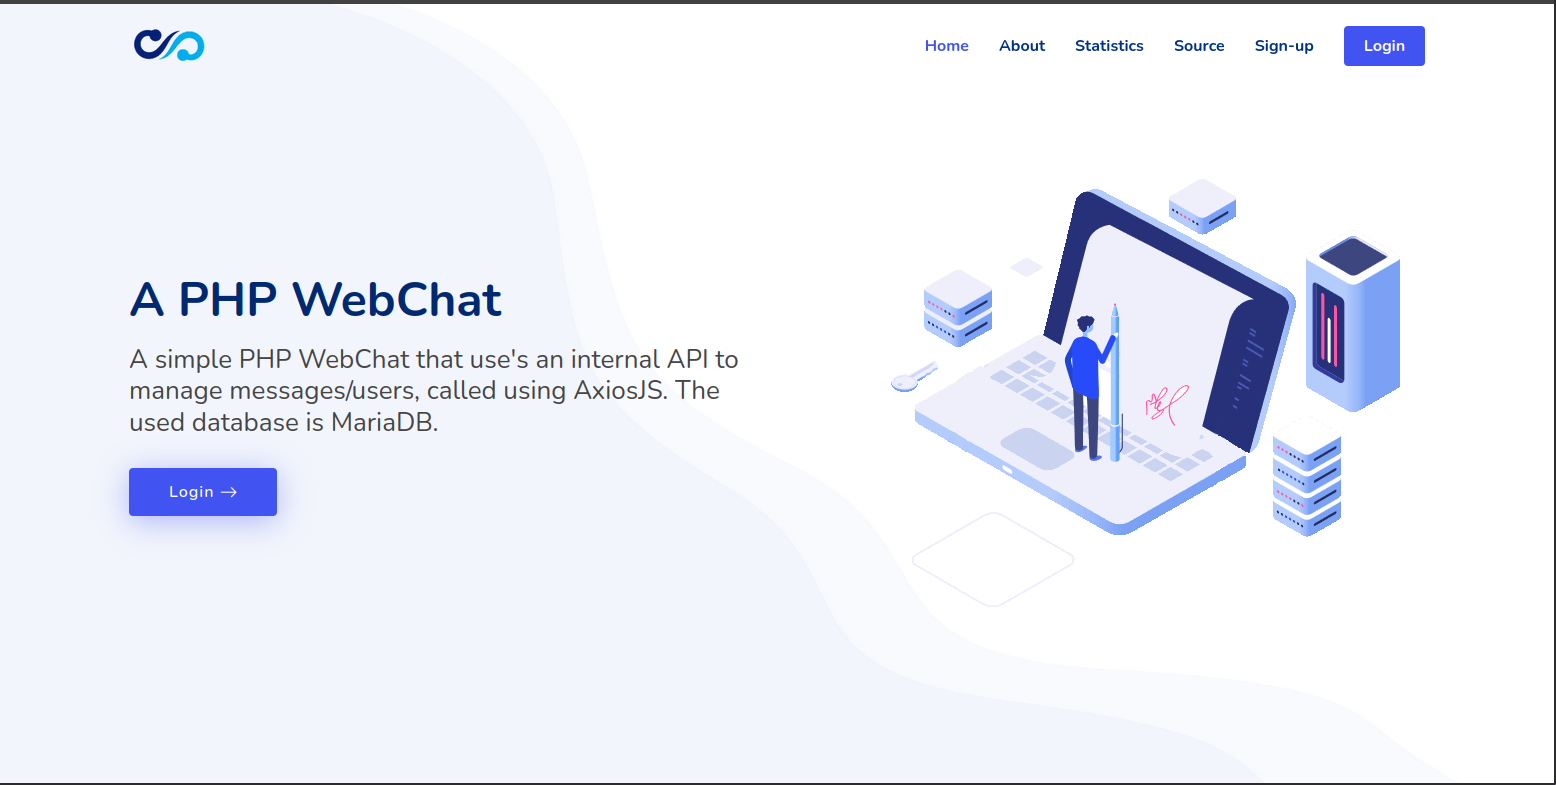 Home
About
Statistics
Source
Sign-up
Login
A PHP WebChat
A simple PHP WebChat that use's an internal API to
manage messages/users, called using AxiosJS. The
used database is MariaDB.
Login →